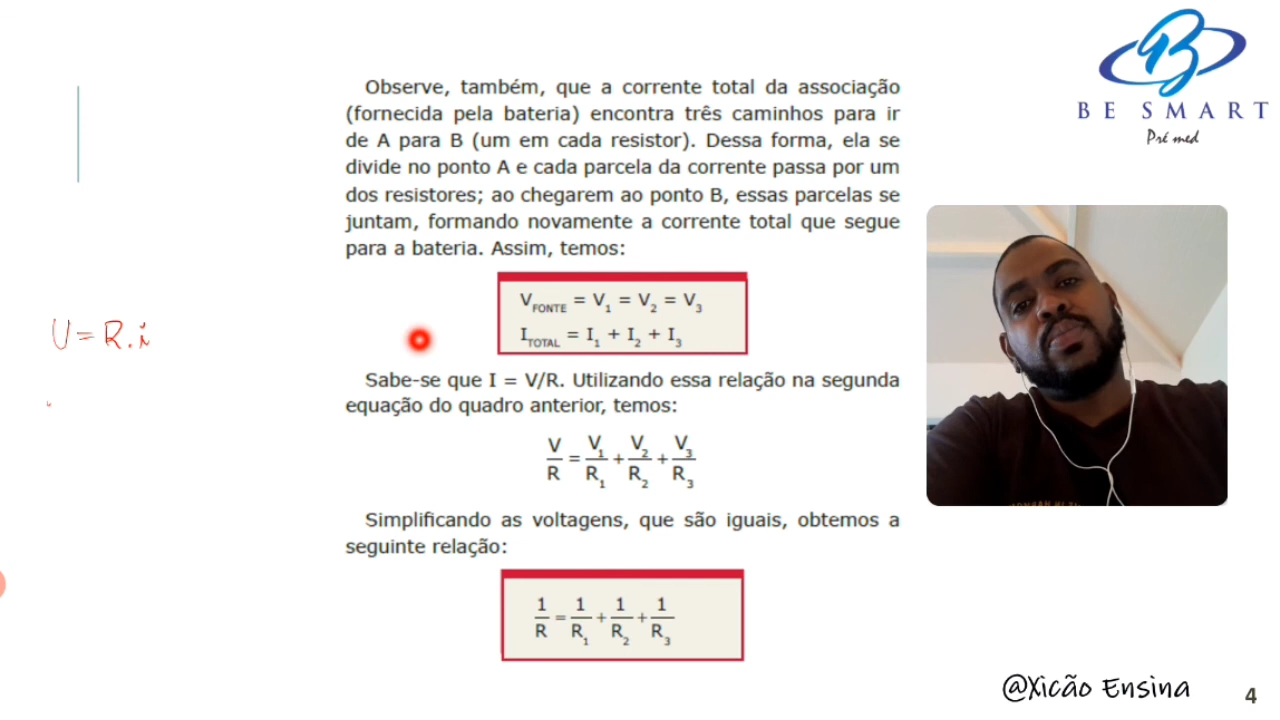 BE SMART
Pré med
Observe, também, que a corrente total da associação
(fornecida pela bateria) encontra três caminhos para ir
de A para B (um em cada resistor). Dessa forma, ela se
divide no ponto A e cada parcela da corrente passa por um
dos resistores; ao chegarem ao ponto B, essas parcelas se
juntam, formando novamente a corrente total que segue
para a bateria. Assim, temos:
V_FONTE = V₁ = V₂ = V₃
I_TOTAL = I₁ + I₂ + I₃
U = R.i
Sabe-se que I = V/R. Utilizando essa relação na segunda
equação do quadro anterior, temos:
V/R = V₁/R₁ + V₂/R₂ + V₃/R₃
Simplificando as voltagens, que são iguais, obtemos a
seguinte relação:
1/R = 1/R₁ + 1/R₂ + 1/R₃
@Xicão Ensina
4